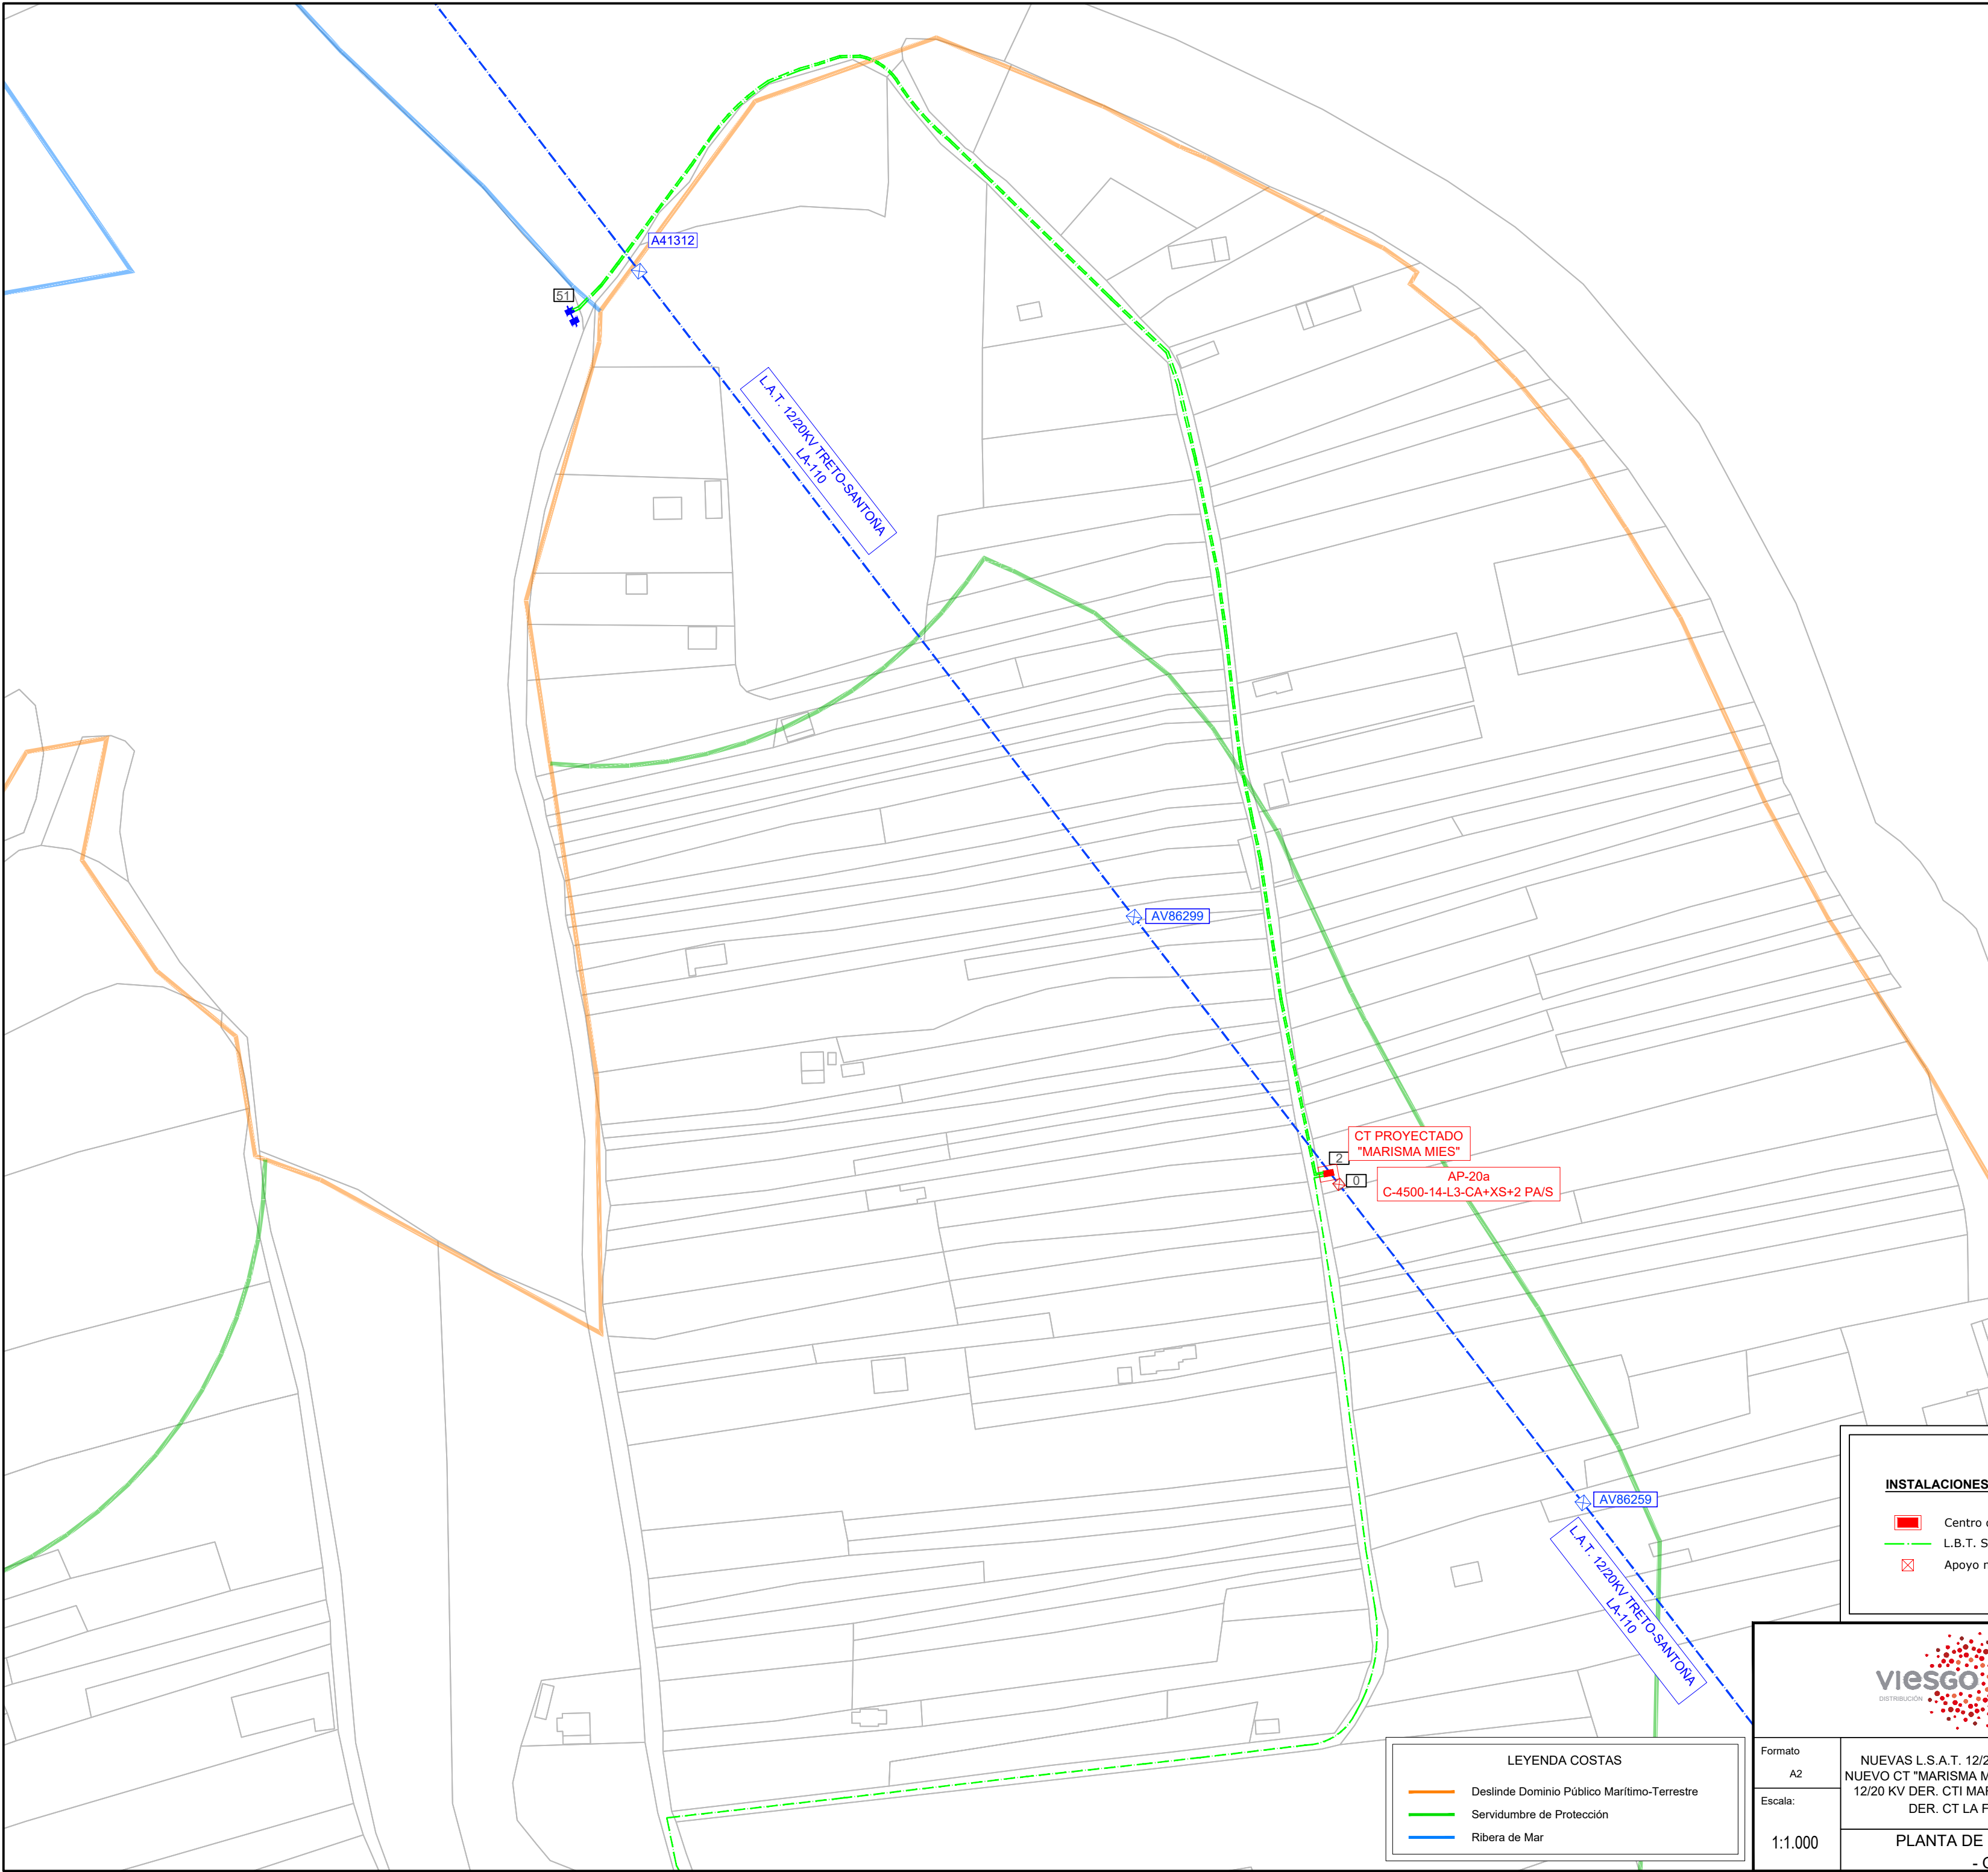 A41312
51
L.A.T. 12/20KV TRETO-SANTOÑA
LA-110
AV86299
CT PROYECTADO
"MARISMA MIES"
2
0
AP-20a
C-4500-14-L3-CA+XS+2 PA/S
AV86259
L.A.T. 12/20KV TRETO-SANTOÑA
LA-110
INSTALACIONES
Centro
L.B.T. S
Apoyo
viesgo
DISTRIBUCIÓN
LEYENDA COSTAS
Deslinde Dominio Público Marítimo-Terrestre
Servidumbre de Protección
Ribera de Mar
Formato
A2
Escala:
1:1.000
NUEVAS L.S.A.T. 12/2
NUEVO CT "MARISMA M
12/20 KV DER. CTI MAR
DER. CT LA F
PLANTA DE
-